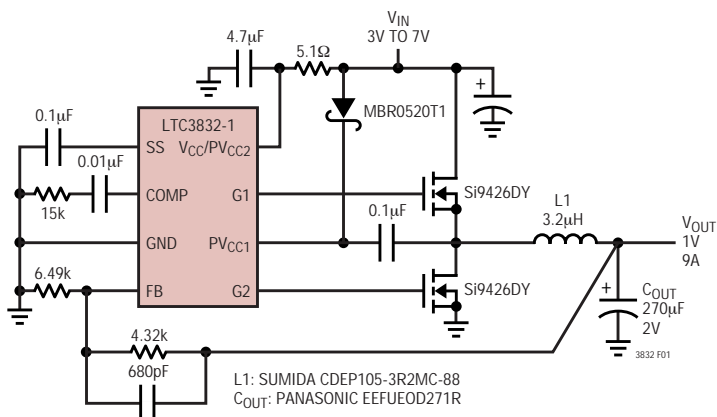 V_IN
3V TO 7V
4.7µF
5.1Ω
+
MBR0520T1
0.1µF
LTC3832-1
SS
V_CC/PV_CC2
0.01µF
15k
COMP
G1
Si9426DY
0.1µF
L1
3.2µH
V_OUT
1V
9A
GND
PV_CC1
6.49k
FB
G2
Si9426DY
+
C_OUT
270µF
2V
3832 F01
4.32k
680pF
L1: SUMIDA CDEP105-3R2MC-88
C_OUT: PANASONIC EEFUEOD271R